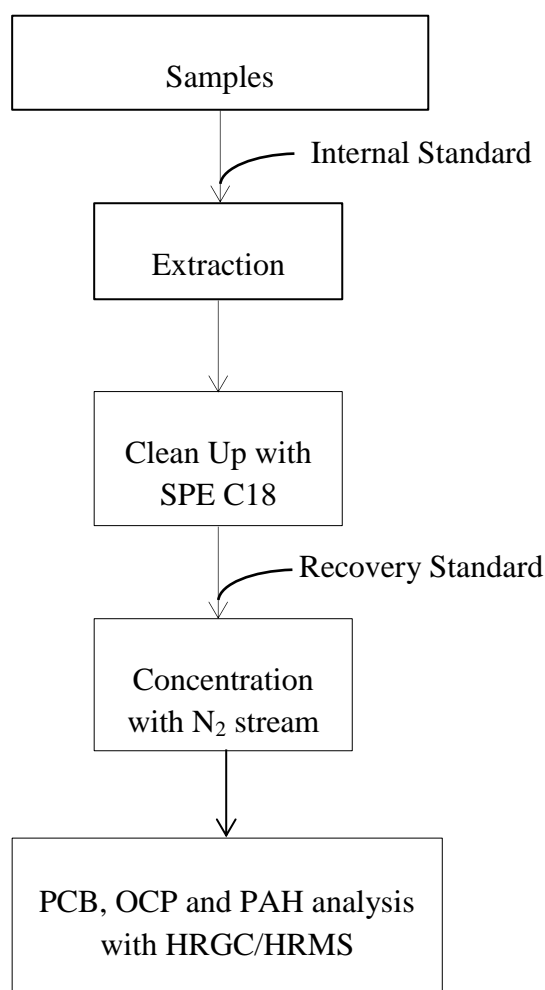 Samples
Internal Standard
Extraction
Clean Up with
SPE C18
Recovery Standard
Concentration
with N₂ stream
PCB, OCP and PAH analysis
with HRGC/HRMS